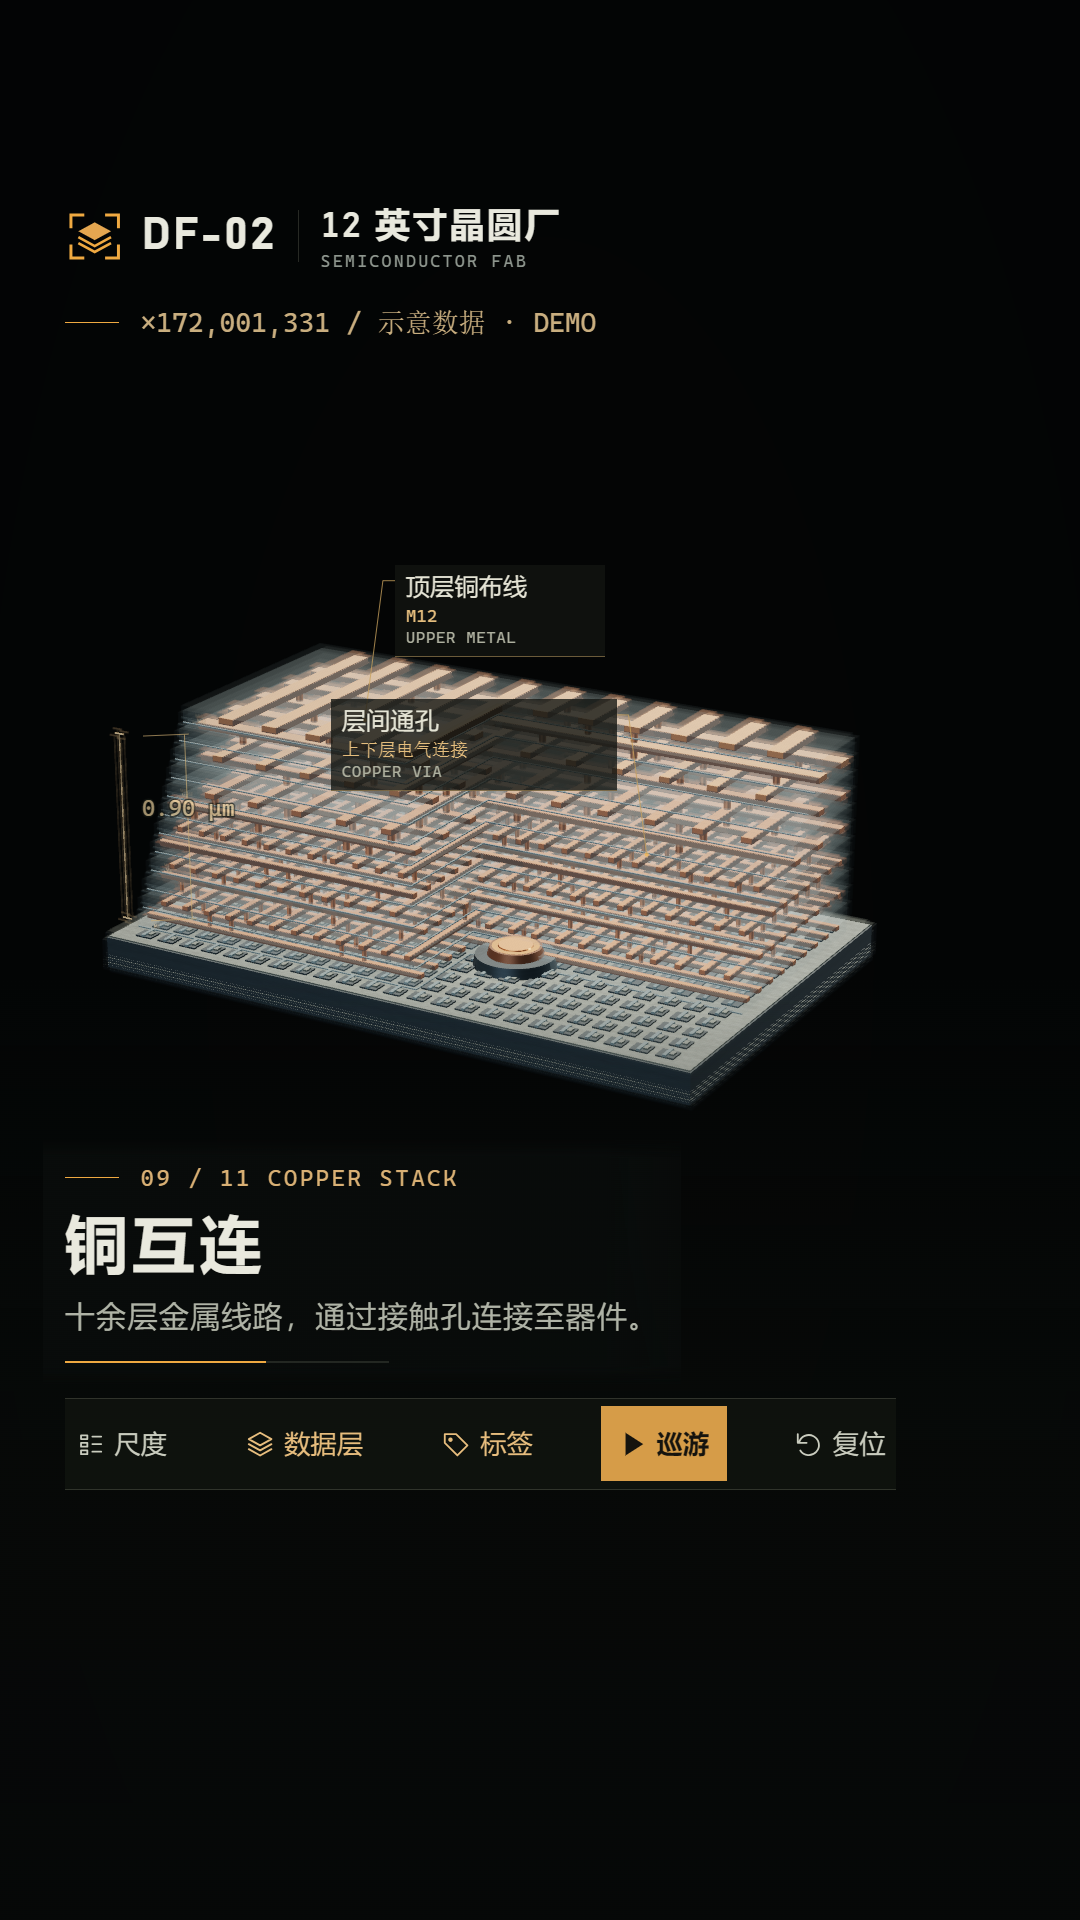 DF-02
12 英寸晶圆厂
SEMICONDUCTOR FAB
×172,001,331 / 示意数据 · DEMO
顶层铜布线
M12
UPPER METAL
层间通孔
上下层电气连接
COPPER VIA
0.90 μm
09 / 11 COPPER STACK
铜互连
十余层金属线路，通过接触孔连接至器件。
尺度 数据层 标签 巡游 复位